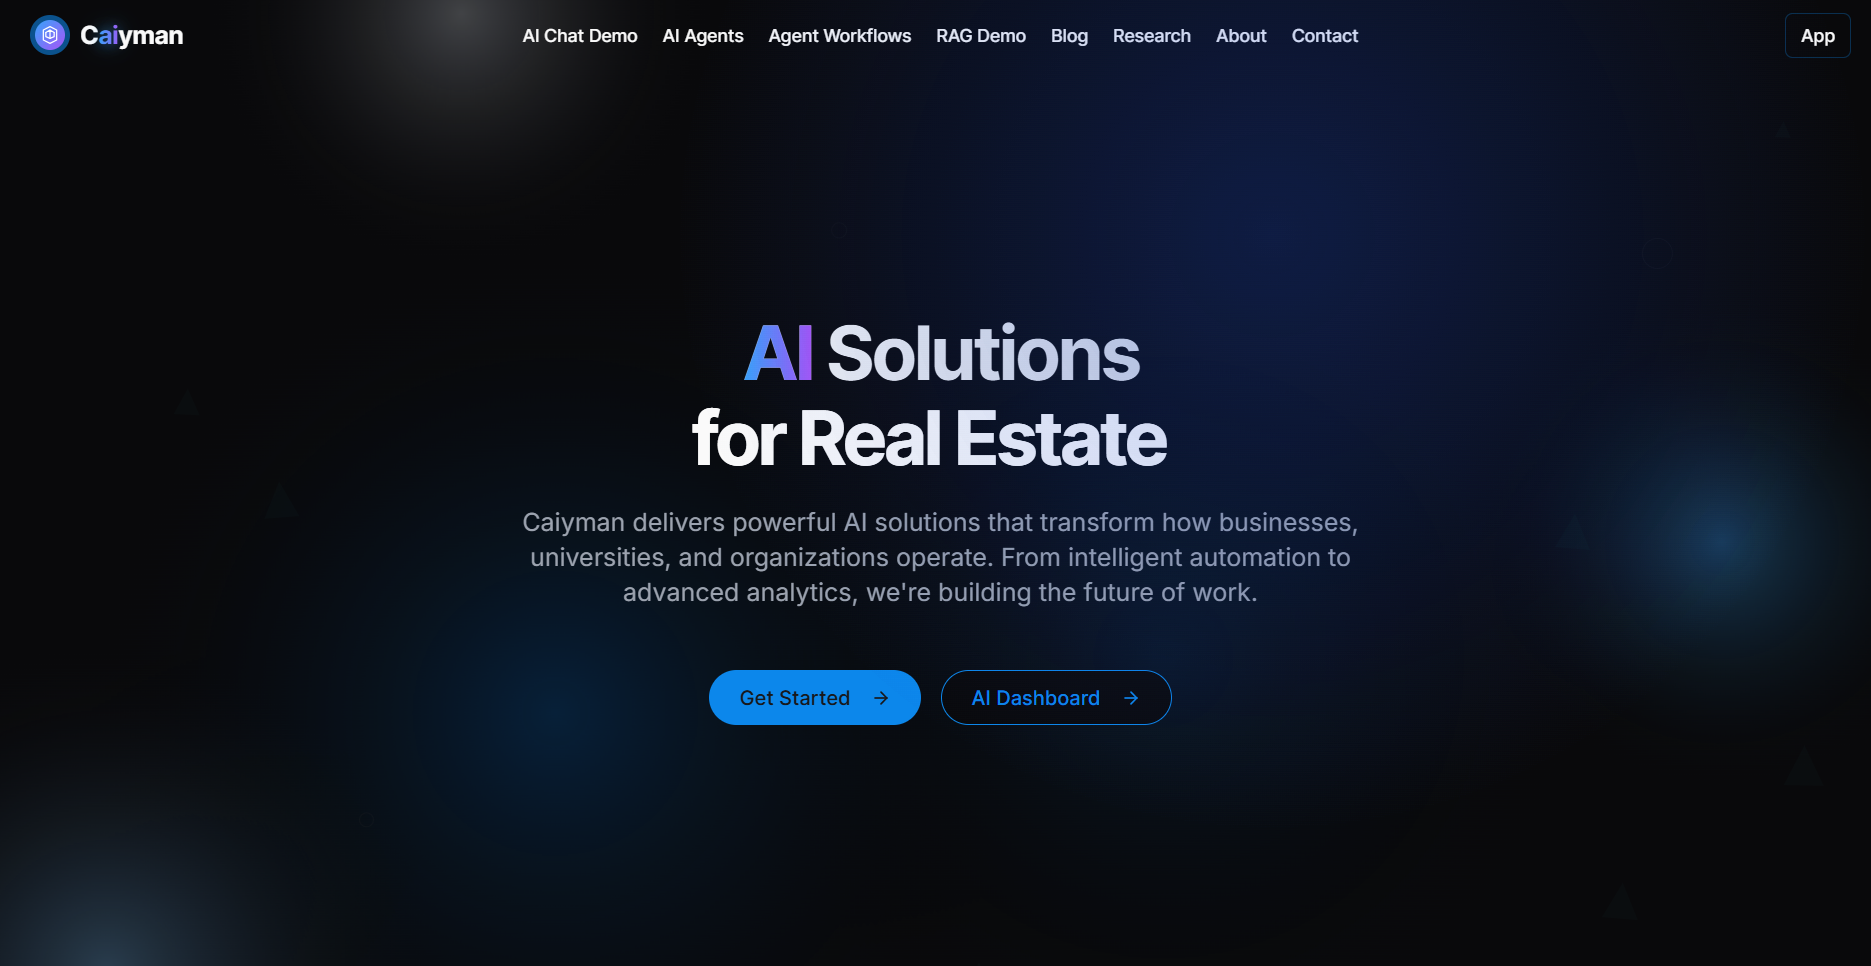 Caiyman
AI Chat Demo
AI Agents
Agent Workflows
RAG Demo
Blog
Research
About
Contact
App
AI Solutions
for Real Estate
Caiyman delivers powerful AI solutions that transform how businesses,
universities, and organizations operate. From intelligent automation to
advanced analytics, we're building the future of work.
Get Started
AI Dashboard